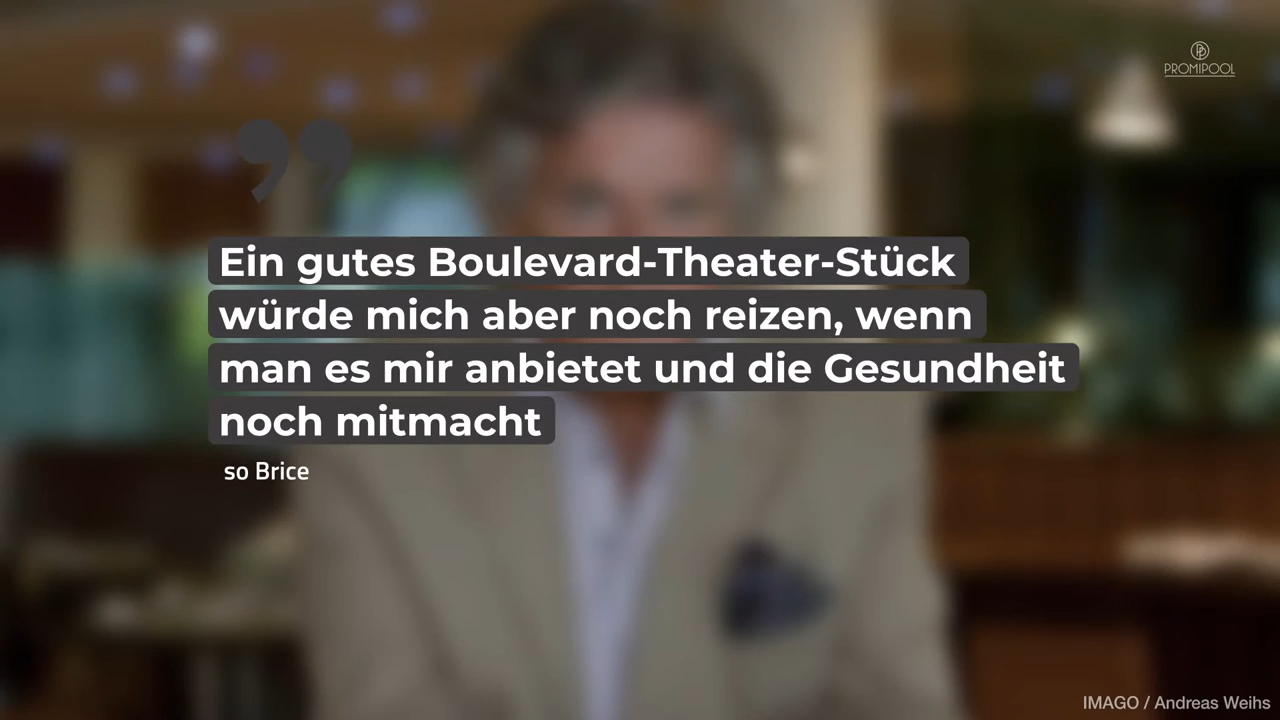 PROMIPOOL
”
Ein gutes Boulevard-Theater-Stück
würde mich aber noch reizen, wenn
man es mir anbietet und die Gesundheit
noch mitmacht
so Brice
IMAGO / Andreas Weihs